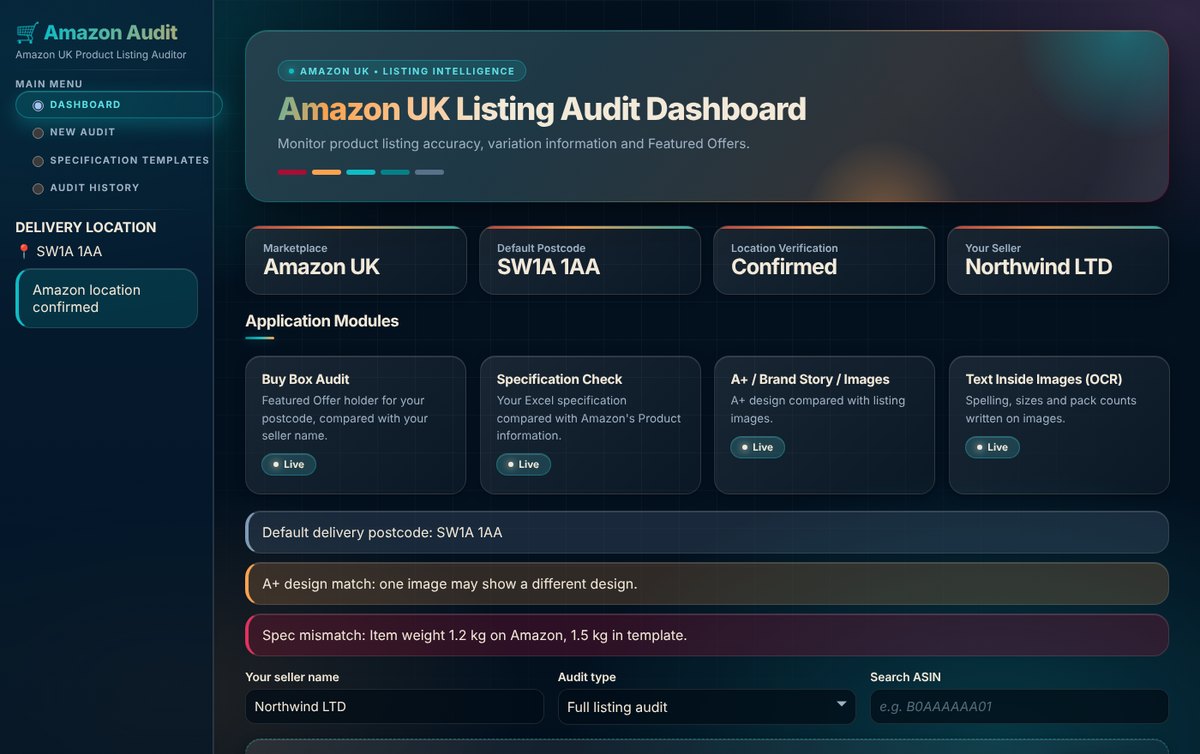 🛒 Amazon Audit
Amazon UK Product Listing Auditor
MAIN MENU
DASHBOARD
NEW AUDIT
SPECIFICATION TEMPLATES
AUDIT HISTORY
DELIVERY LOCATION
📍 SW1A 1AA
Amazon location
confirmed
AMAZON UK • LISTING INTELLIGENCE
Amazon UK Listing Audit Dashboard
Monitor product listing accuracy, variation information and Featured Offers.
Marketplace
Amazon UK
Default Postcode
SW1A 1AA
Location Verification
Confirmed
Your Seller
Northwind LTD
Application Modules
Buy Box Audit
Featured Offer holder for your
postcode, compared with your
seller name.
Live
Specification Check
Your Excel specification
compared with Amazon's Product
information.
Live
A+ / Brand Story / Images
A+ design compared with listing
images.
Live
Text Inside Images (OCR)
Spelling, sizes and pack counts
written on images.
Live
Default delivery postcode: SW1A 1AA
A+ design match: one image may show a different design.
Spec mismatch: Item weight 1.2 kg on Amazon, 1.5 kg in template.
Your seller name
Northwind LTD
Audit type
Full listing audit
Search ASIN
e.g. B0AAAAAA01